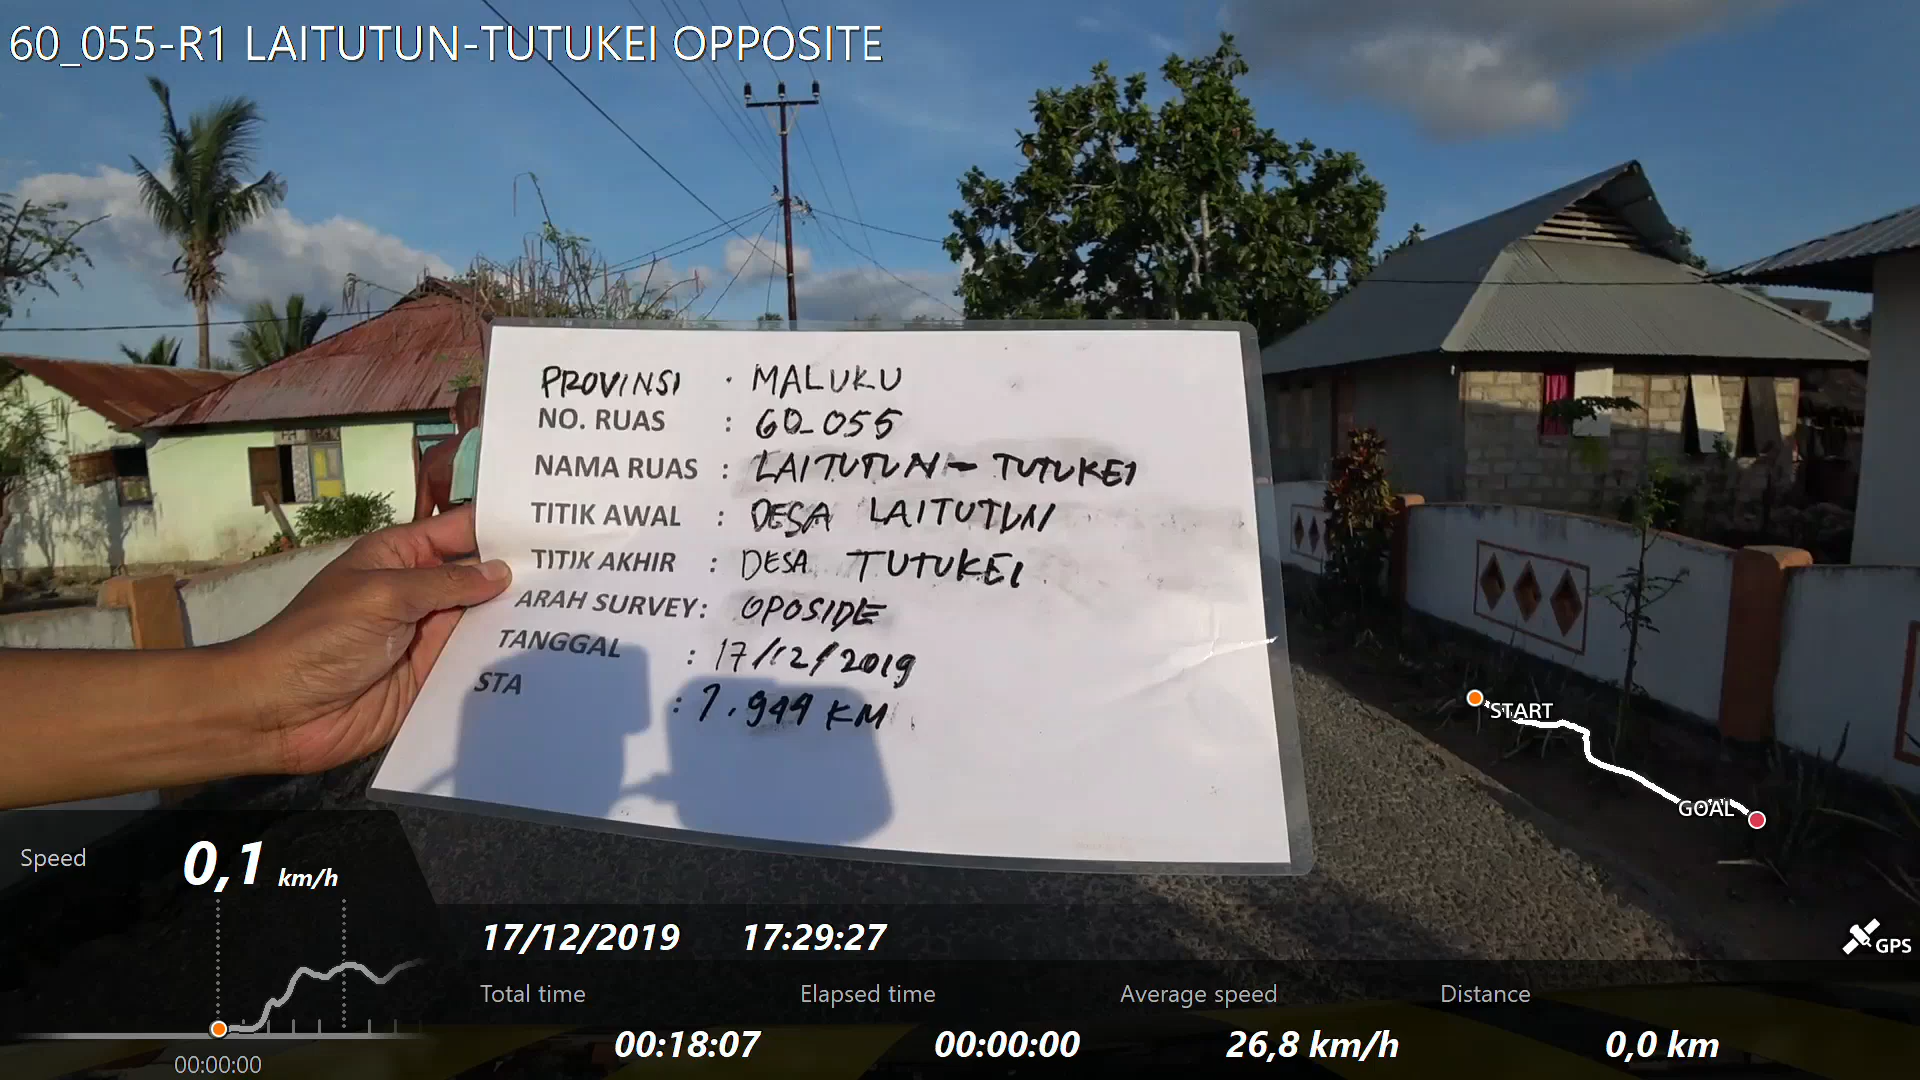 60_055-R1 LAITUTUN-TUTUKEI OPPOSITE
PROVINSI : MALUKU
NO. RUAS : 60_055
NAMA RUAS : LAITUTUN - TUTUKEI
TITIK AWAL : DESA LAITUTUN
TITIK AKHIR : DESA TUTUKEI
ARAH SURVEY : OPOSIDE
TANGGAL : 17/12/2019
STA : 7.944 KM
START
GOAL
Speed 0,1 km/h
17/12/2019 17:29:27
GPS
Total time Elapsed time Average speed Distance
00:18:07 00:00:00 26,8 km/h 0,0 km
00:00:00